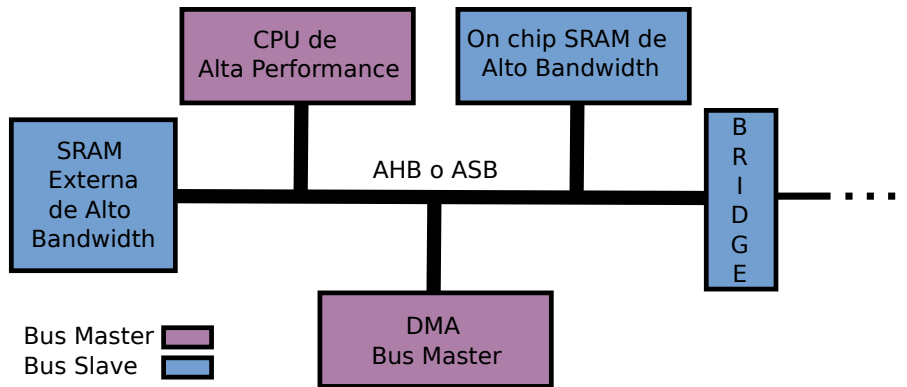 CPU de
Alta Performance
On chip SRAM de
Alto Bandwidth
SRAM
Externa
de Alto
Bandwidth
AHB o ASB
B
R
I
D
G
E
DMA
Bus Master
Bus Master
Bus Slave